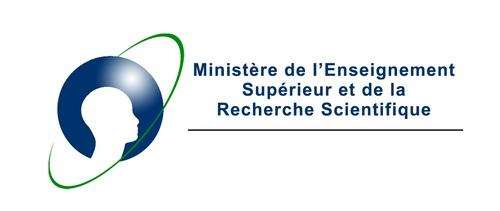 Ministère de l'Enseignement
Supérieur et de la
Recherche Scientifique